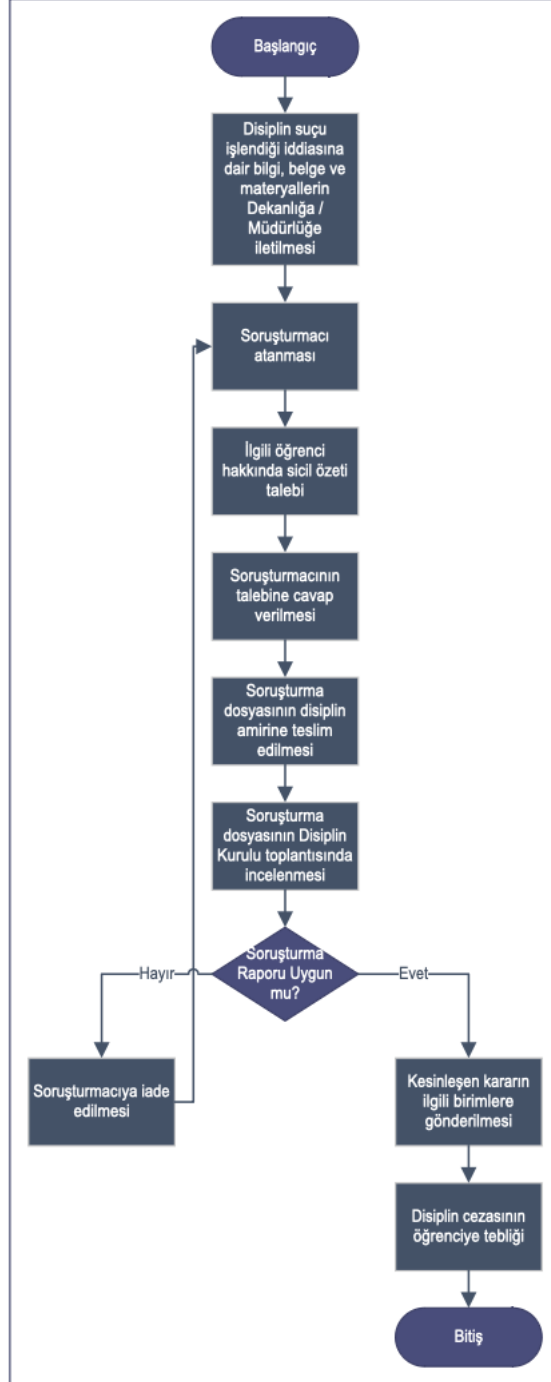 Başlangıç
Disiplin suçu
işlendiği iddiasına
dair bilgi, belge ve
materyallerin
Dekanlığa /
Müdürlüğe
iletilmesi
Soruşturmacı
atanması
İlgili öğrenci
hakkında sicil özeti
talebi
Soruşturmacının
talebine cavap
verilmesi
Soruşturma
dosyasının disiplin
amirine teslim
edilmesi
Soruşturma
dosyasının Disiplin
Kurulu toplantısında
incelenmesi
Soruşturma
Raporu Uygun
mu?
Hayır
Evet
Soruşturmacıya iade
edilmesi
Kesinleşen kararın
ilgili birimlere
gönderilmesi
Disiplin cezasının
öğrenciye tebliği
Bitiş